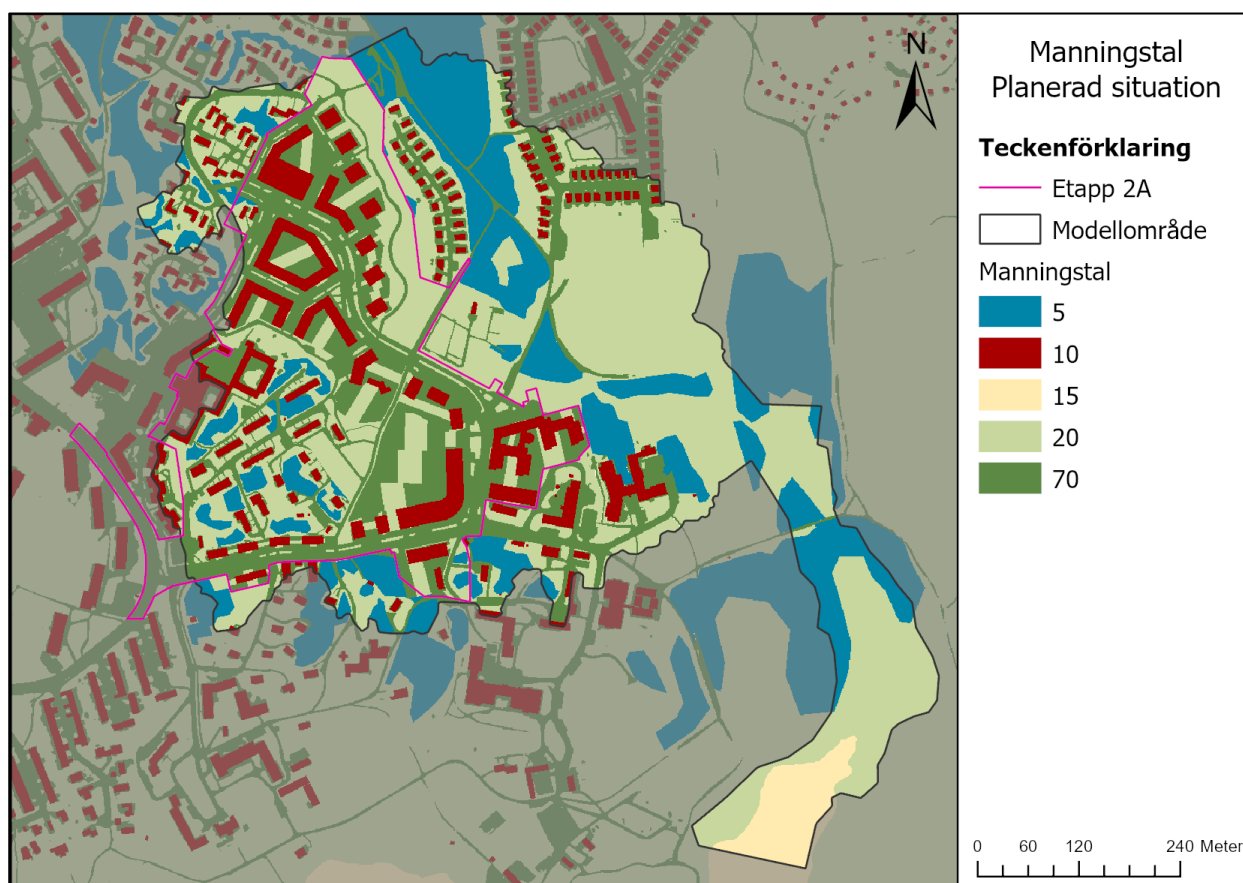 Manningstal
Planerad situation
N
Teckenförklaring
Etapp 2A
Modellområde
Manningstal
5
10
15
20
70
0 60 120 240 Meter